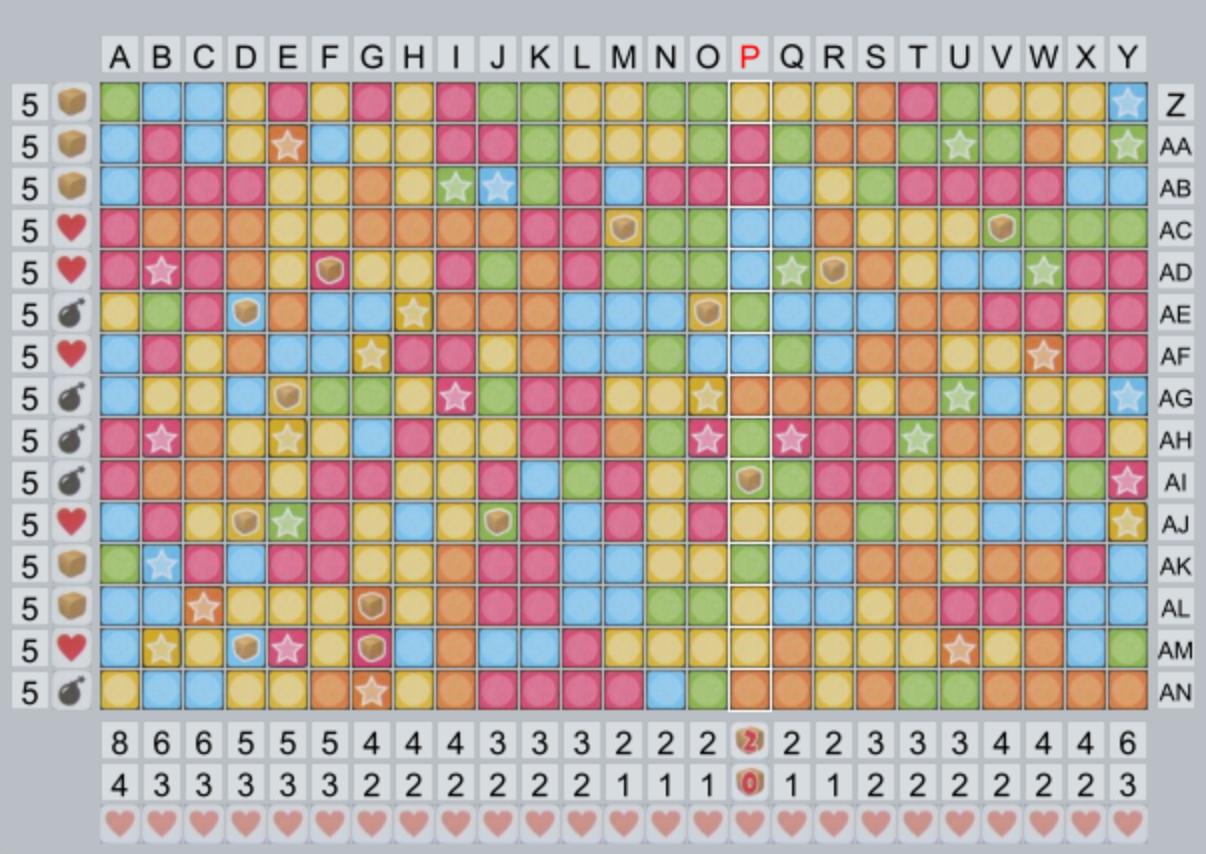 A B C D E F G H I J K L M N O P Q R S T U V W X Y
5 Z
5 AA
5 AB
5 AC
5 AD
5 AE
5 AF
5 AG
5 AH
5 AI
5 AJ
5 AK
5 AL
5 AM
5 AN
8 6 6 5 5 5 4 4 4 3 3 3 2 2 2 2 2 2 3 3 3 4 4 4 6
4 3 3 3 3 3 2 2 2 2 2 2 1 1 1 0 1 1 2 2 2 2 2 2 3